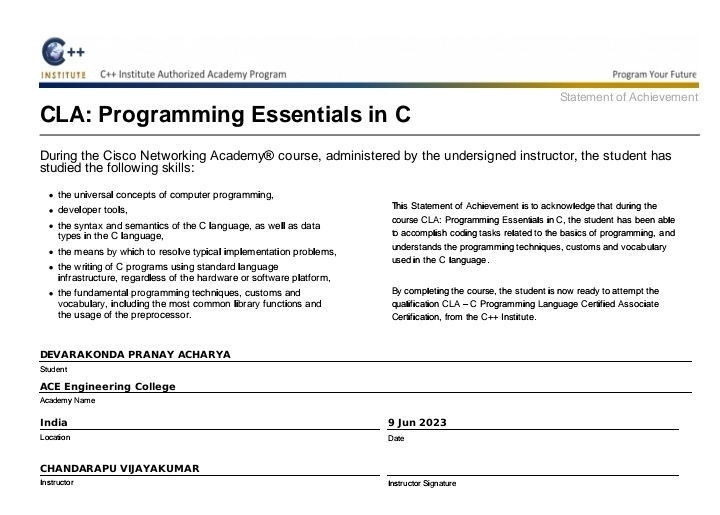 C++
INSTITUTE
C++ Institute Authorized Academy Program
Program Your Future
Statement of Achievement
CLA: Programming Essentials in C
During the Cisco Networking Academy® course, administered by the undersigned instructor, the student has
studied the following skills:
• the universal concepts of computer programming,
• developer tools,
• the syntax and semantics of the C language, as well as data
types in the C language,
• the means by which to resolve typical implementation problems,
• the writing of C programs using standard language
infrastructure, regardless of the hardware or software platform,
• the fundamental programming techniques, customs and
vocabulary, including the most common library functions and
the usage of the preprocessor.
This Statement of Achievement is to acknowledge that during the
course CLA: Programming Essentials in C, the student has been able
to accomplish coding tasks related to the basics of programming, and
understands the programming techniques, customs and vocabulary
used in the C language.
By completing the course, the student is now ready to attempt the
qualification CLA – C Programming Language Certified Associate
Certification, from the C++ Institute.
DEVARAKONDA PRANAY ACHARYA
Student
ACE Engineering College
Academy Name
India
Location
9 Jun 2023
Date
CHANDARAPU VIJAYAKUMAR
Instructor
Instructor Signature